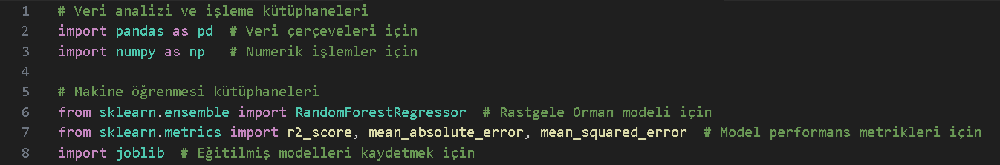 1 # Veri analizi ve işleme kütüphaneleri
2 import pandas as pd  # Veri çerçeveleri için
3 import numpy as np   # Numerik işlemler için
4
5 # Makine öğrenmesi kütüphaneleri
6 from sklearn.ensemble import RandomForestRegressor  # Rastgele Orman modeli için
7 from sklearn.metrics import r2_score, mean_absolute_error, mean_squared_error  # Model performans metrikleri için
8 import joblib  # Eğitilmiş modelleri kaydetmek için